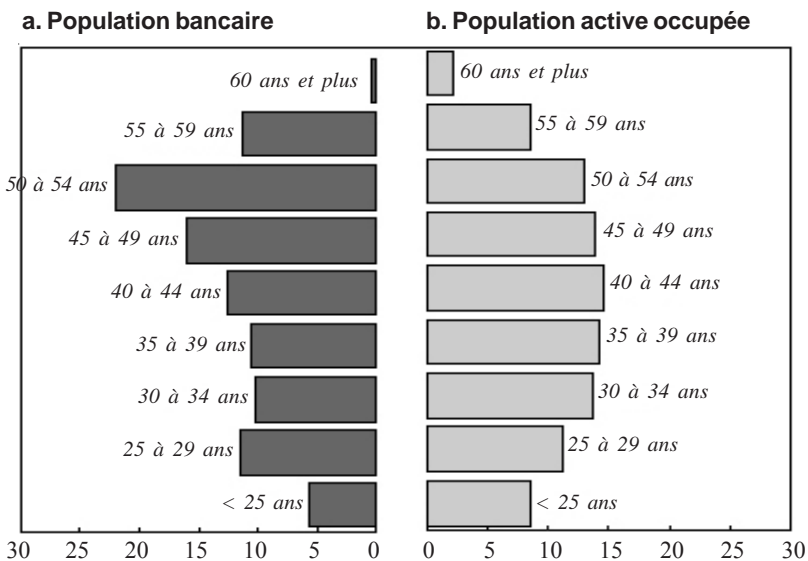 a. Population bancaire
60 ans et plus
55 à 59 ans
50 à 54 ans
45 à 49 ans
40 à 44 ans
35 à 39 ans
30 à 34 ans
25 à 29 ans
< 25 ans
30 25 20 15 10 5 0
b. Population active occupée
60 ans et plus
55 à 59 ans
50 à 54 ans
45 à 49 ans
40 à 44 ans
35 à 39 ans
30 à 34 ans
25 à 29 ans
< 25 ans
0 5 10 15 20 25 30